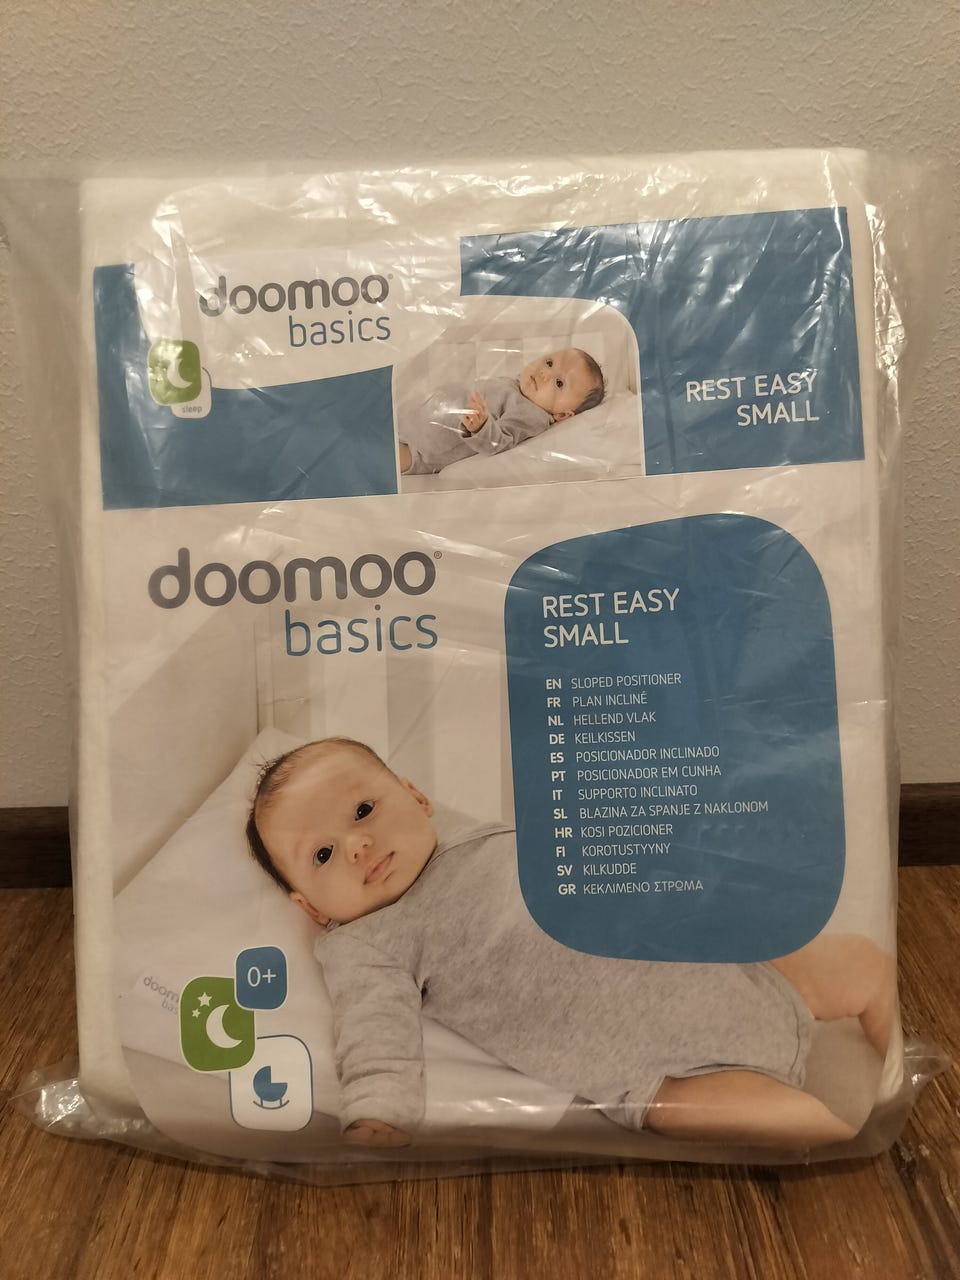 doomoo®
basics
sleep
REST EASY
SMALL
doomoo®
basics
REST EASY
SMALL
EN SLOPED POSITIONER
FR PLAN INCLINÉ
NL HELLEND VLAK
DE KEILKISSEN
ES POSICIONADOR INCLINADO
PT POSICIONADOR EM CUNHA
IT SUPPORTO INCLINATO
SL BLAZINA ZA SPANJE Z NAKLONOM
HR KOSI POZICIONER
FI KOROTUSTYYNY
SV KILKUDDE
GR ΚΕΚΛΙΜΕΝΟ ΣΤΡΩΜΑ
0+
doom
bas